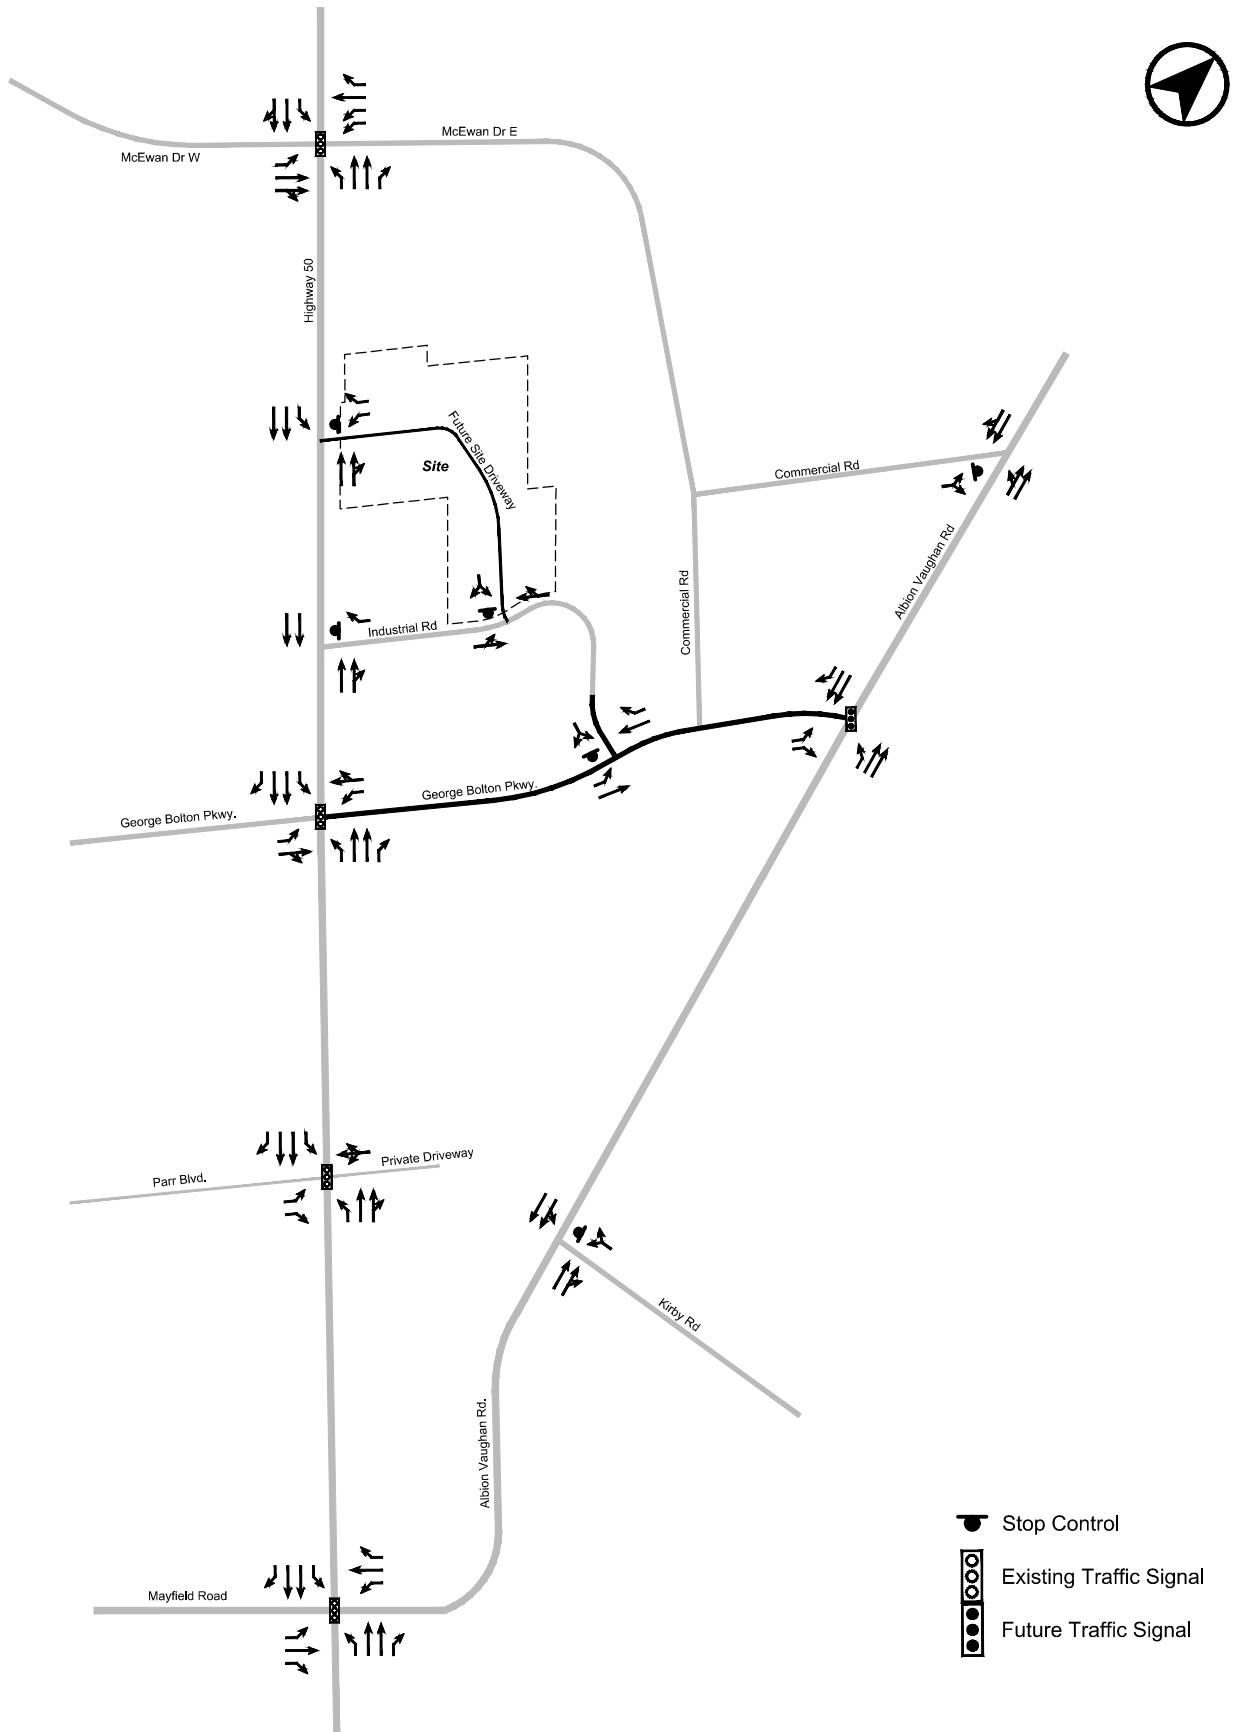 McEwan Dr E
McEwan Dr W
Highway 50
Future Site Driveway
Site
Commercial Rd
Albion Vaughan Rd
Commercial Rd
Industrial Rd
George Bolton Pkwy.
George Bolton Pkwy.
Private Driveway
Parr Blvd.
Kirby Rd
Albion Vaughan Rd.
Mayfield Road
Stop Control
Existing Traffic Signal
Future Traffic Signal